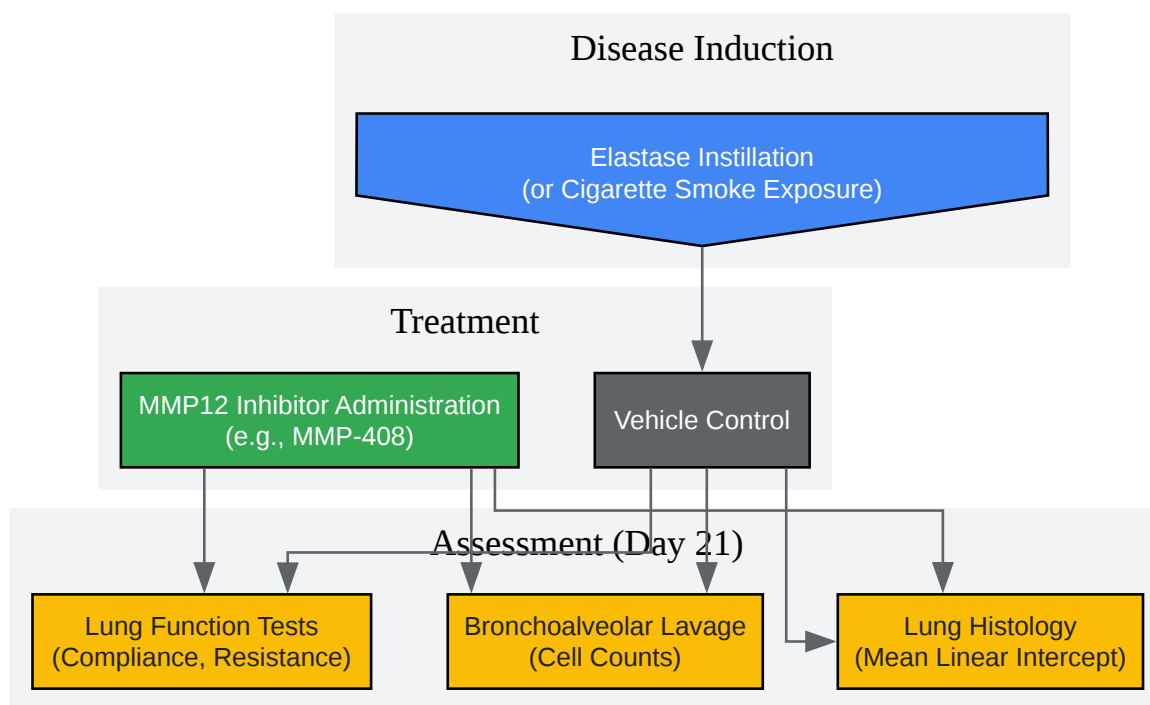 Disease Induction
Elastase Instillation
(or Cigarette Smoke Exposure)
Treatment
MMP12 Inhibitor Administration
(e.g., MMP-408)
Vehicle Control
Assessment (Day 21)
Lung Function Tests
(Compliance, Resistance)
Bronchoalveolar Lavage
(Cell Counts)
Lung Histology
(Mean Linear Intercept)